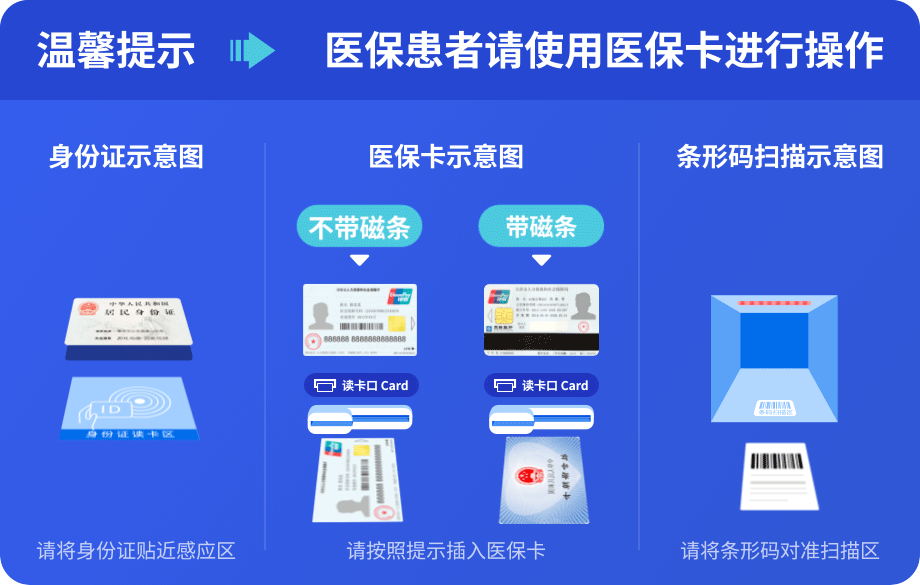 温馨提示
医保患者请使用医保卡进行操作
身份证示意图
医保卡示意图
条形码扫描示意图
不带磁条
带磁条
中华人民共和国
居民身份证
读卡口 Card
读卡口 Card
ID
身份证读卡区
条码扫描区
请将身份证贴近感应区
请按照提示插入医保卡
请将条形码对准扫描区